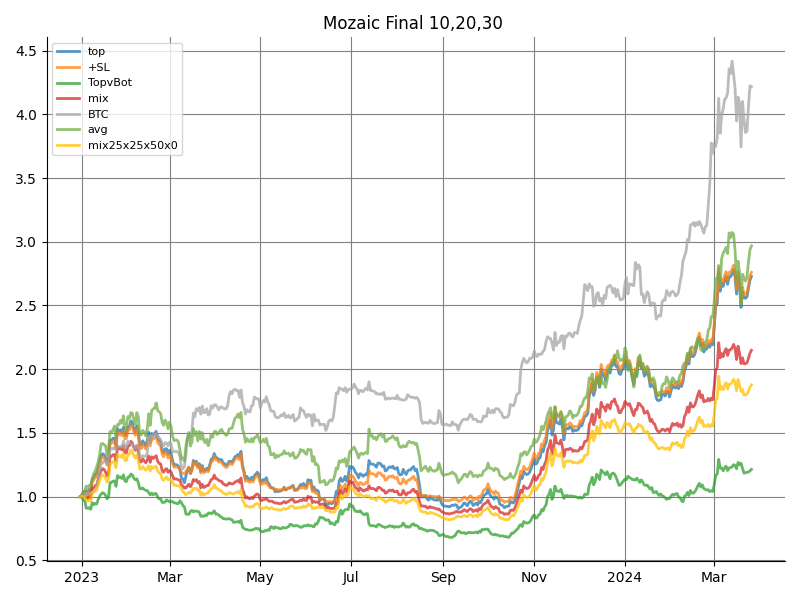 Mozaic Final 10,20,30
top
+SL
TopvBot
mix
BTC
avg
mix25x25x50x0
4.5
4.0
3.5
3.0
2.5
2.0
1.5
1.0
0.5
2023
Mar
May
Jul
Sep
Nov
2024
Mar